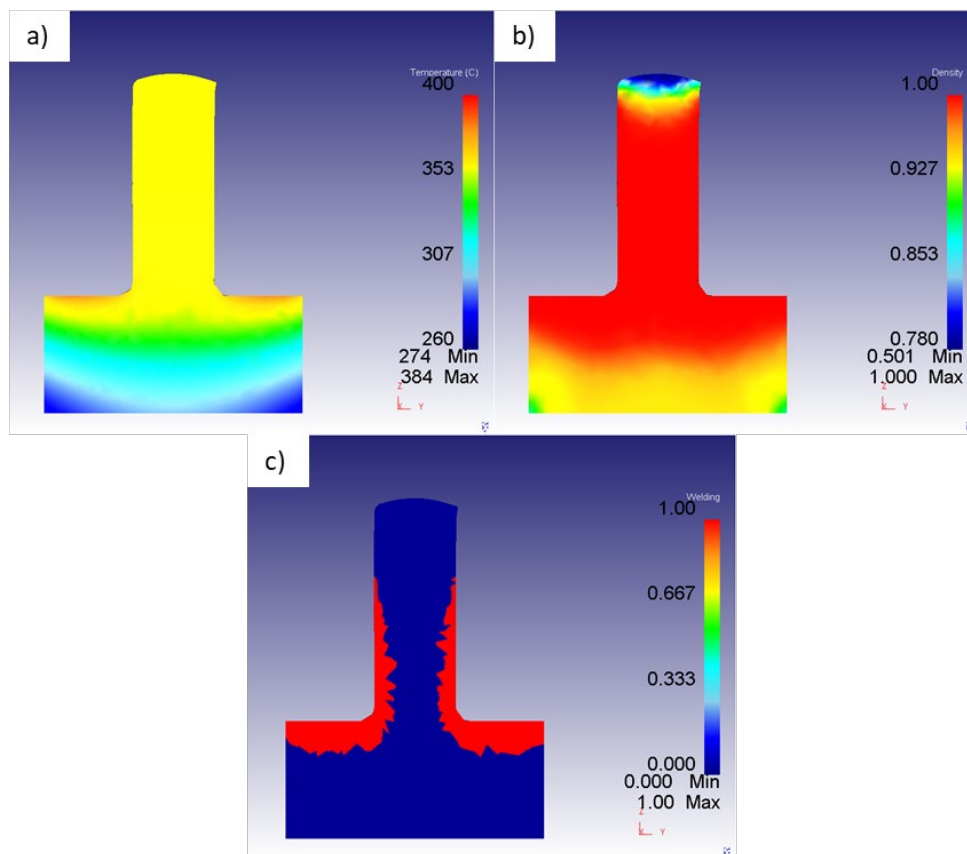 a)
Temperature (C)
400
353
307
260
274 Min
384 Max
Z
X Y
b)
Density
1.00
0.927
0.853
0.780
0.501 Min
1.000 Max
Z
X Y
c)
Welding
1.00
0.667
0.333
0.000
0.000 Min
1.00 Max
Z
X Y